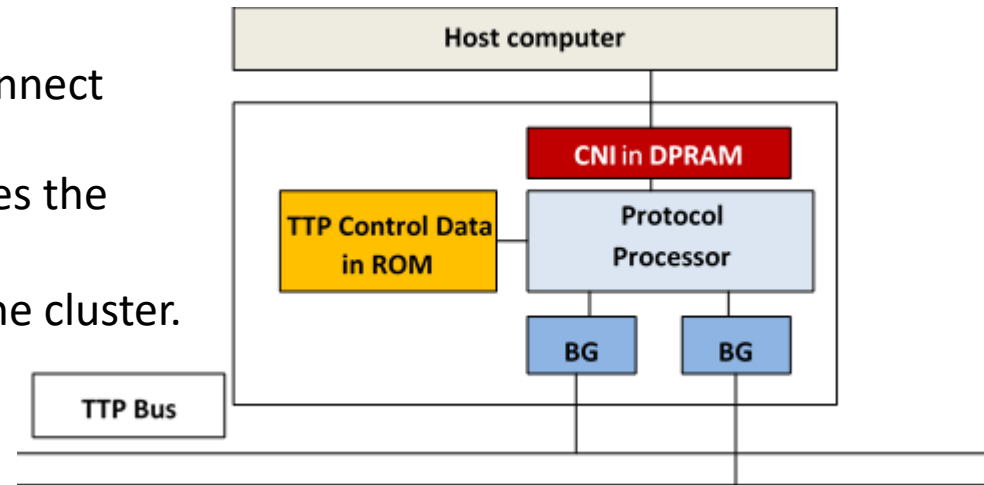 nnect
es the
ne cluster.
Host computer
CNI in DPRAM
TTP Control Data
in ROM
Protocol
Processor
BG
BG
TTP Bus